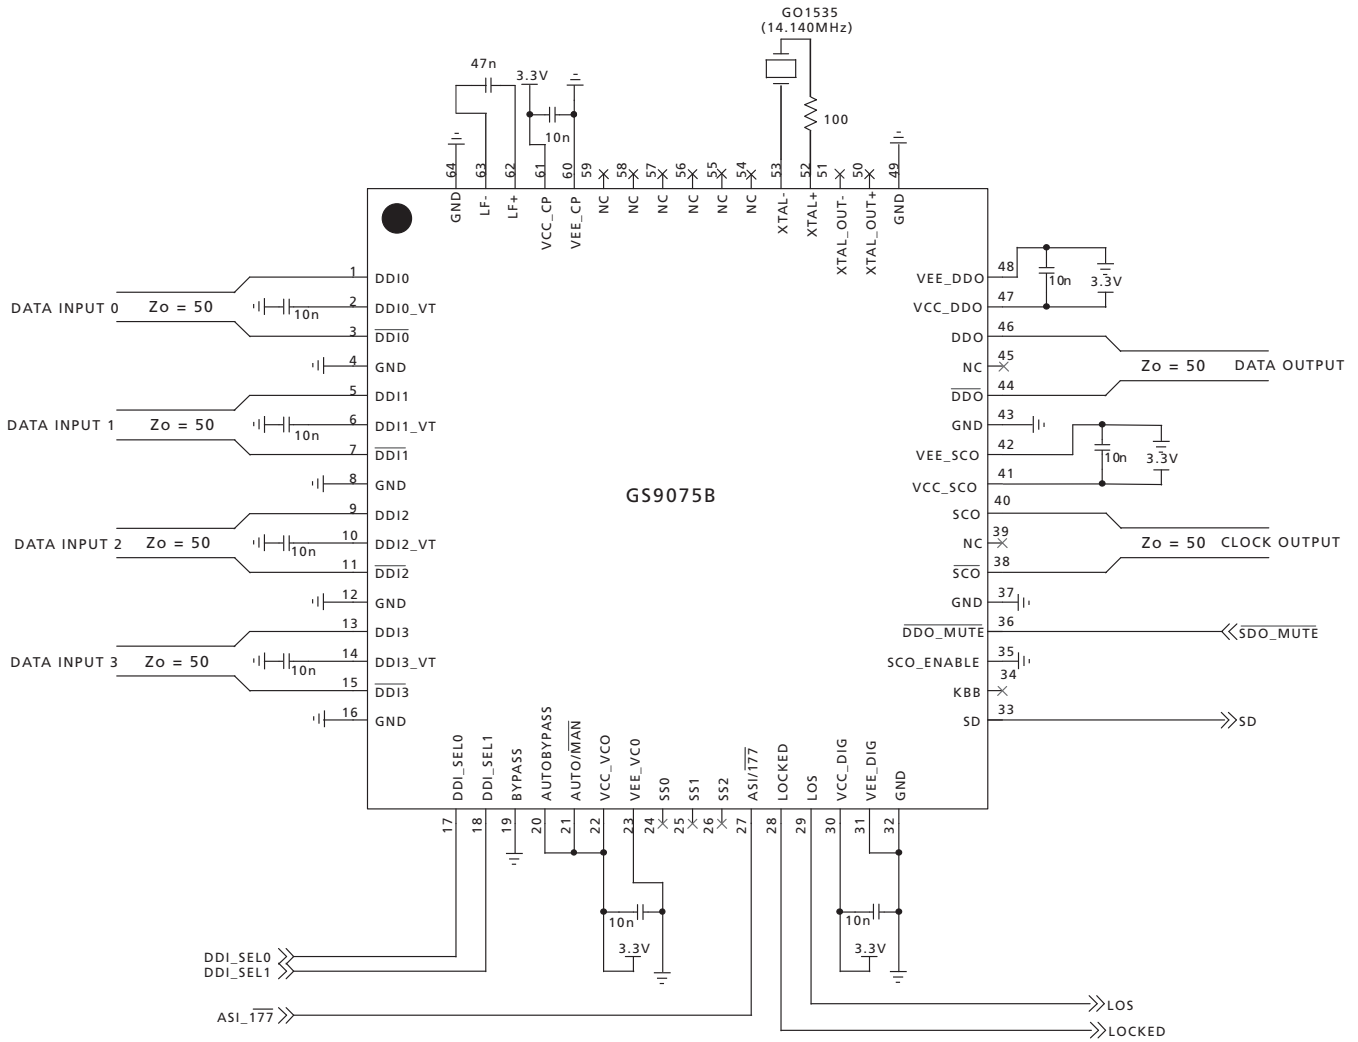 GO1535
(14.140MHz)
47n
3.3V
10n
100
64
63
62
61
60
59
58
57
56
55
54
53
52
51
50
49
GND
LF-
LF+
VCC_CP
VEE_CP
NC
NC
NC
NC
NC
NC
XTAL-
XTAL+
XTAL_OUT-
XTAL_OUT+
GND
DATA INPUT 0
Zo = 50
10n
1 DDI0
2 DDI0_VT
3 DDI0
4 GND
DATA INPUT 1
Zo = 50
10n
5 DDI1
6 DDI1_VT
7 DDI1
8 GND
DATA INPUT 2
Zo = 50
10n
9 DDI2
10 DDI2_VT
11 DDI2
12 GND
DATA INPUT 3
Zo = 50
10n
13 DDI3
14 DDI3_VT
15 DDI3
16 GND
GS9075B
VEE_DDO 48
10n
3.3V
VCC_DDO 47
DDO 46
NC 45
Zo = 50 DATA OUTPUT
DDO 44
GND 43
VEE_SCO 42
10n
3.3V
VCC_SCO 41
SCO 40
NC 39
Zo = 50 CLOCK OUTPUT
SCO 38
GND 37
DDO_MUTE 36 SDO_MUTE
SCO_ENABLE 35
KBB 34
SD 33 SD
DDI_SEL0
DDI_SEL1
BYPASS
AUTOBYPASS
AUTO/MAN
VCC_VCO
VEE_VC0
SS0
SS1
SS2
ASI/177
LOCKED
LOS
VCC_DIG
VEE_DIG
GND
17
18
19
20
21
22
23
24
25
26
27
28
29
30
31
32
10n
3.3V
10n
3.3V
DDI_SEL0
DDI_SEL1
ASI_177
LOS
LOCKED